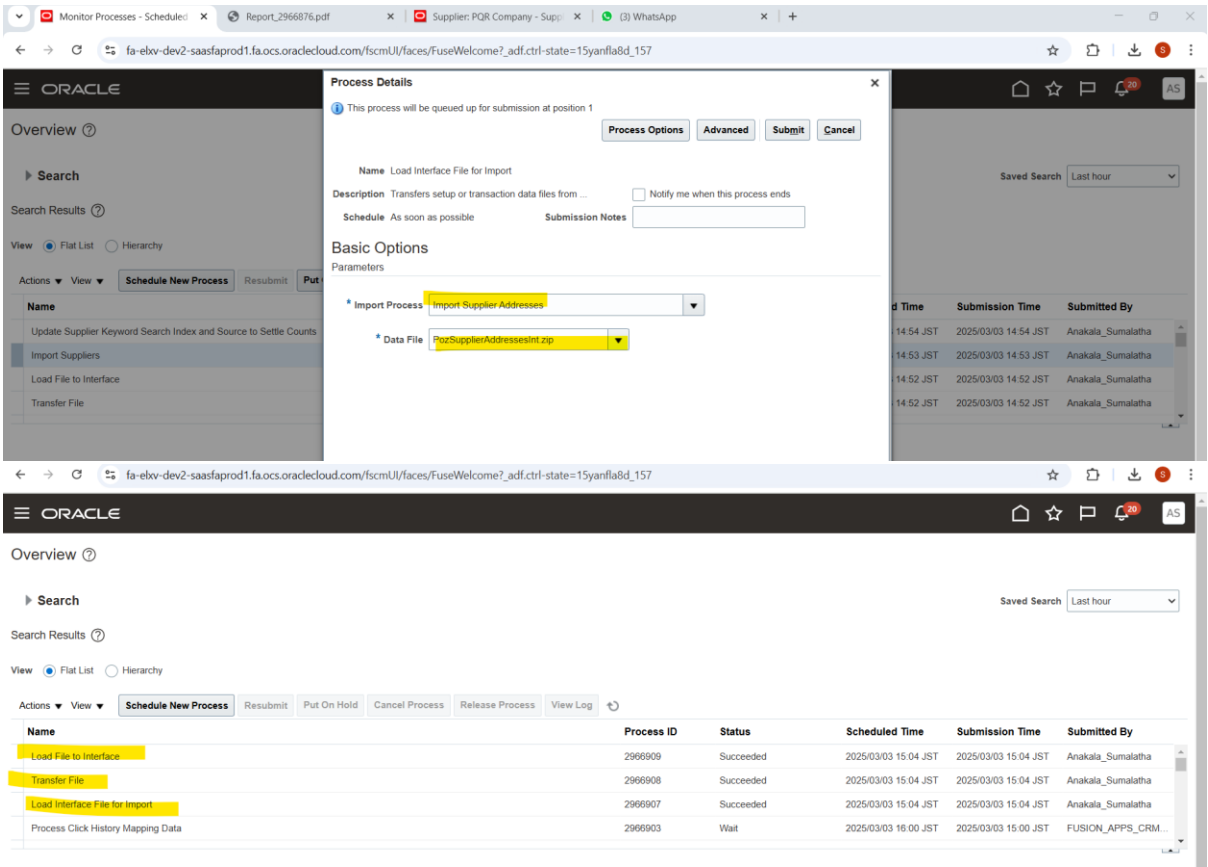 Monitor Processes - Scheduled
Report_2966876.pdf
Supplier: PQR Company - Suppl
(3) WhatsApp
fa-elxv-dev2-saasfaprod1.fa.ocs.oraclecloud.com/fscmUI/faces/FuseWelcome?_adf.ctrl-state=15yanfla8d_157
S
ORACLE
20
AS
Overview
Search
Saved Search Last hour
Search Results
View Flat List Hierarchy
Actions View Schedule New Process Resubmit Put
Name d Time Submission Time Submitted By
Update Supplier Keyword Search Index and Source to Settle Counts 14:54 JST 2025/03/03 14:54 JST Anakala_Sumalatha
Import Suppliers 14:53 JST 2025/03/03 14:53 JST Anakala_Sumalatha
Load File to Interface 14:52 JST 2025/03/03 14:52 JST Anakala_Sumalatha
Transfer File 14:52 JST 2025/03/03 14:52 JST Anakala_Sumalatha
Process Details
This process will be queued up for submission at position 1
Process Options Advanced Submit Cancel
Name Load Interface File for Import
Description Transfers setup or transaction data files from ... Notify me when this process ends
Schedule As soon as possible Submission Notes
Basic Options
Parameters
* Import Process Import Supplier Addresses
* Data File PozSupplierAddressesInt.zip
fa-elxv-dev2-saasfaprod1.fa.ocs.oraclecloud.com/fscmUI/faces/FuseWelcome?_adf.ctrl-state=15yanfla8d_157
S
ORACLE
20
AS
Overview
Search
Saved Search Last hour
Search Results
View Flat List Hierarchy
Actions View Schedule New Process Resubmit Put On Hold Cancel Process Release Process View Log
Name Process ID Status Scheduled Time Submission Time Submitted By
Load File to Interface 2966909 Succeeded 2025/03/03 15:04 JST 2025/03/03 15:04 JST Anakala_Sumalatha
Transfer File 2966908 Succeeded 2025/03/03 15:04 JST 2025/03/03 15:04 JST Anakala_Sumalatha
Load Interface File for Import 2966907 Succeeded 2025/03/03 15:04 JST 2025/03/03 15:04 JST Anakala_Sumalatha
Process Click History Mapping Data 2966903 Wait 2025/03/03 16:00 JST 2025/03/03 15:00 JST FUSION_APPS_CRM...